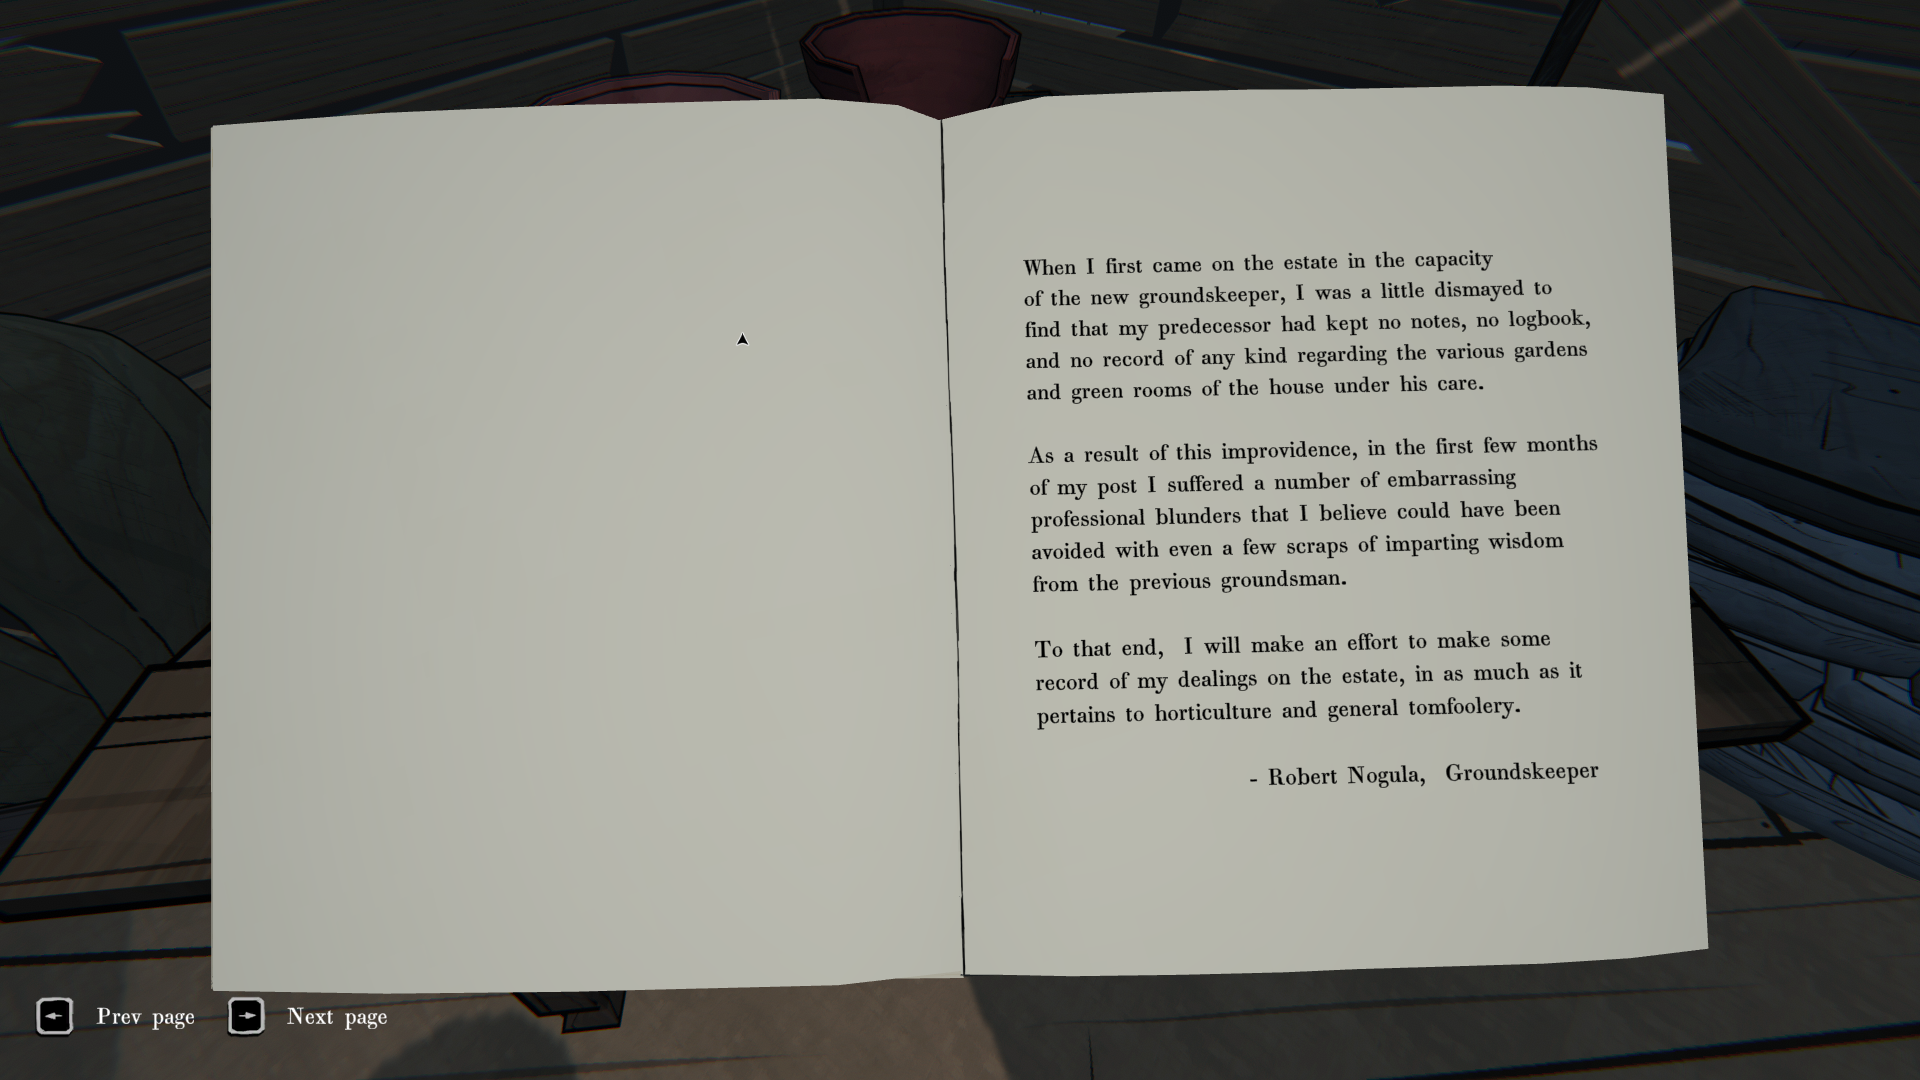 When I first came on the estate in the capacity
of the new groundskeeper, I was a little dismayed to
find that my predecessor had kept no notes, no logbook,
and no record of any kind regarding the various gardens
and green rooms of the house under his care.
As a result of this improvidence, in the first few months
of my post I suffered a number of embarrassing
professional blunders that I believe could have been
avoided with even a few scraps of imparting wisdom
from the previous groundsman.
To that end, I will make an effort to make some
record of my dealings on the estate, in as much as it
pertains to horticulture and general tomfoolery.
- Robert Nogula, Groundskeeper
Prev page
Next page